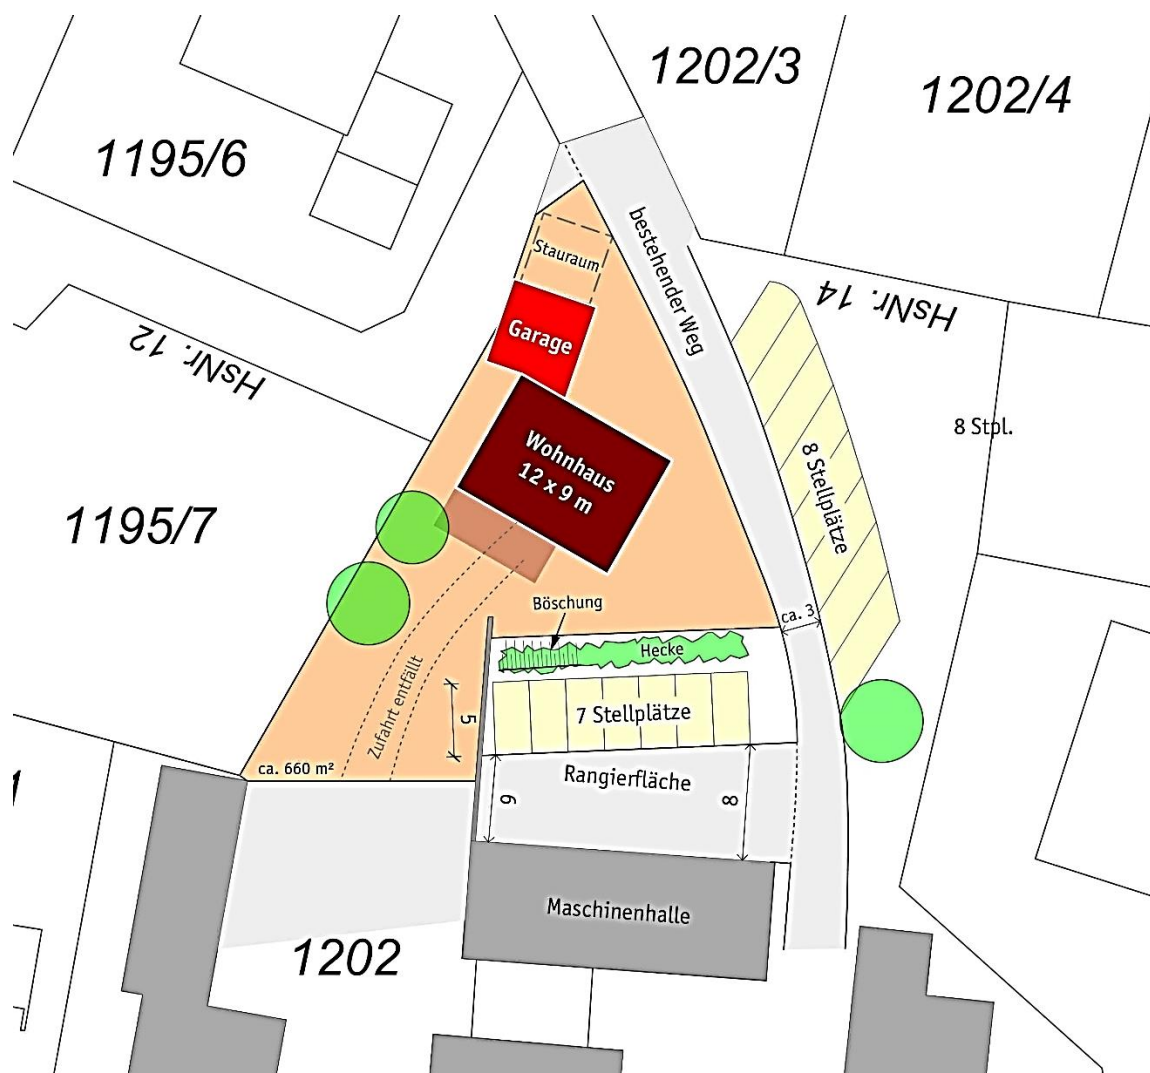 1202/3
1202/4
1195/6
bestehender Weg
Stauraum
HsNr. 14
Garage
HsNr. 12
8 Stpl.
Wohnhaus
12 x 9 m
8 Stellplätze
1195/7
Böschung
ca. 3
Hecke
Zufahrt entfällt
5
7 Stellplätze
ca. 660 m²
Rangierfläche
6
8
Maschinenhalle
1202